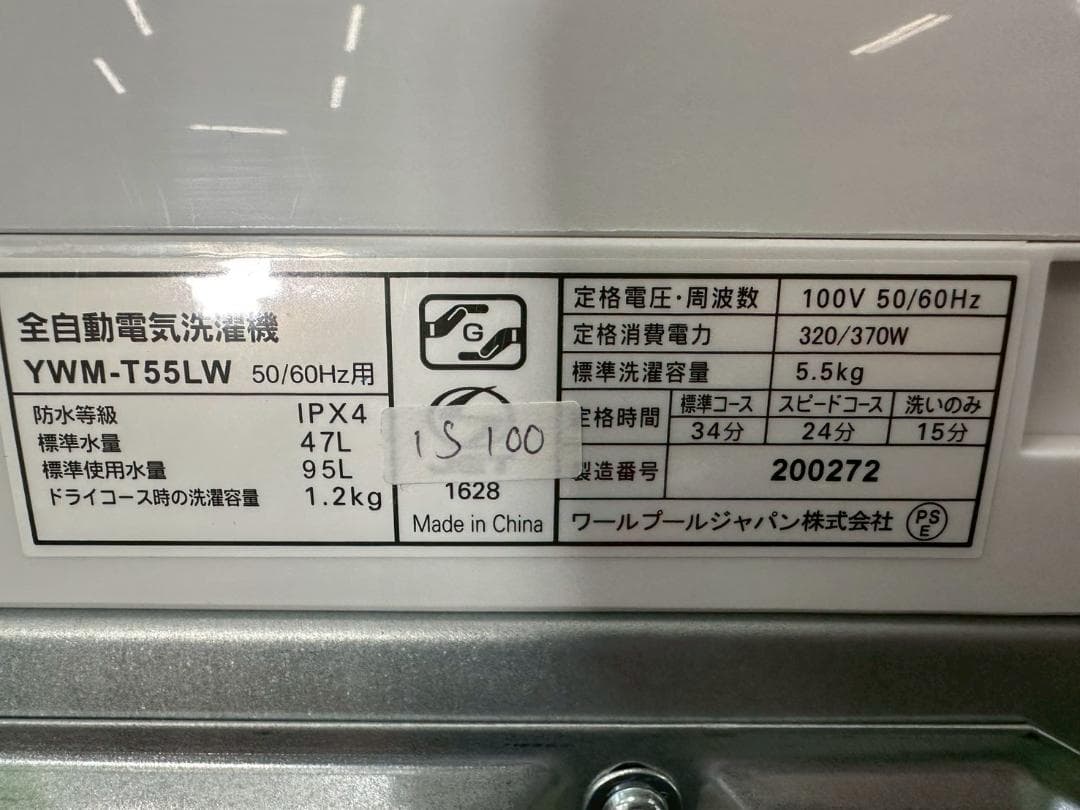 全自動電気洗濯機
YWM-T55LW 50/60Hz用
防水等級 IPX4
標準水量 47L
標準使用水量 95L
ドライコース時の洗濯容量 1.2kg
G
1S100
1628
Made in China
定格電圧・周波数 100V 50/60Hz
定格消費電力 320/370W
標準洗濯容量 5.5kg
定格時間 標準コース スピードコース 洗いのみ
34分 24分 15分
製造番号 200272
ワールプールジャパン株式会社 PSE